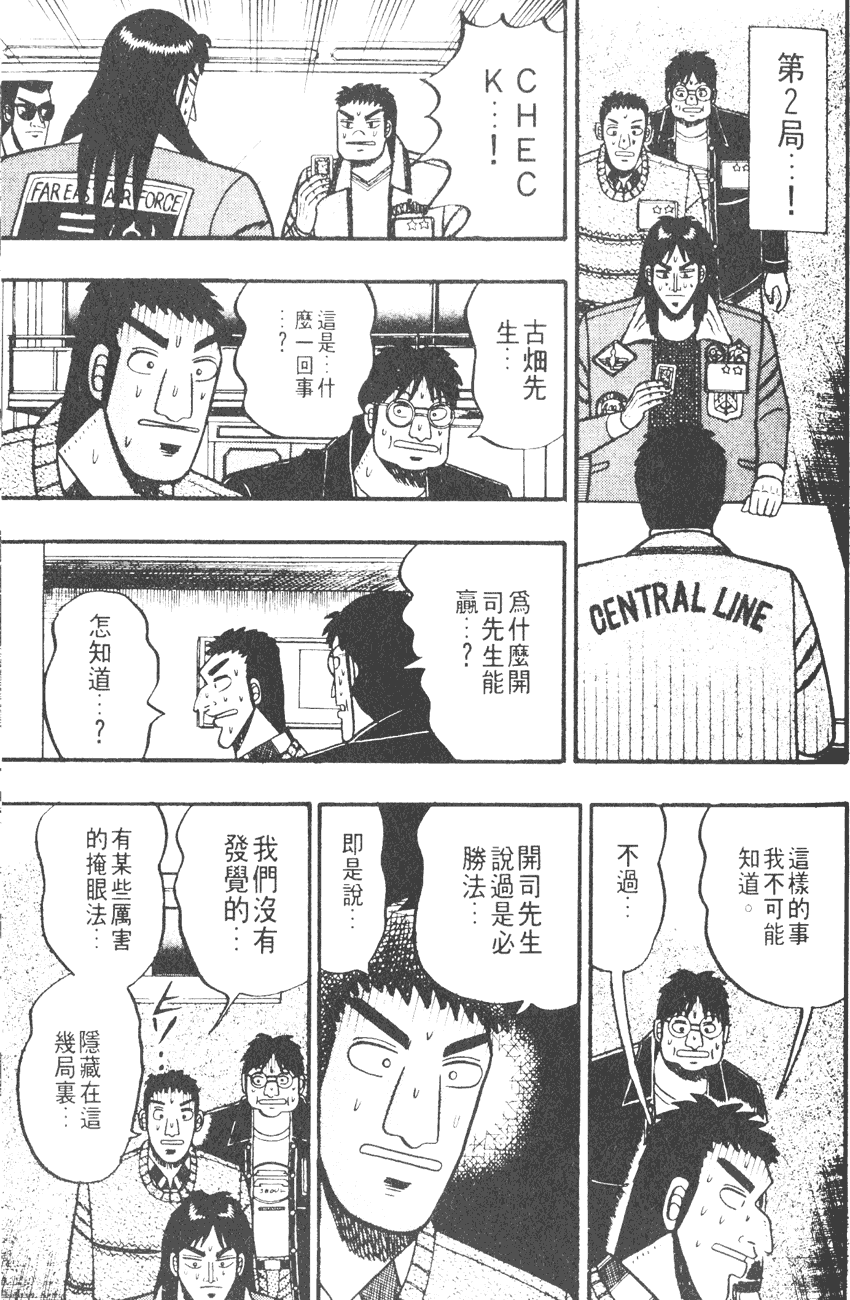 第2局…!
CENTRAL LINE
CHEC
K…!
FAR EAST AIR FORCE
古畑先
生…
這是…什
麼一回事
…?
爲什麼開
司先生能
贏…?
怎知道…?
這樣的事
我不可能
知道。
不過…
開司先生
說過是必
勝法…
即是說…
我們沒有
發覺的…
有某些厲害
的掩眼法…
隱藏在這
幾局裏…